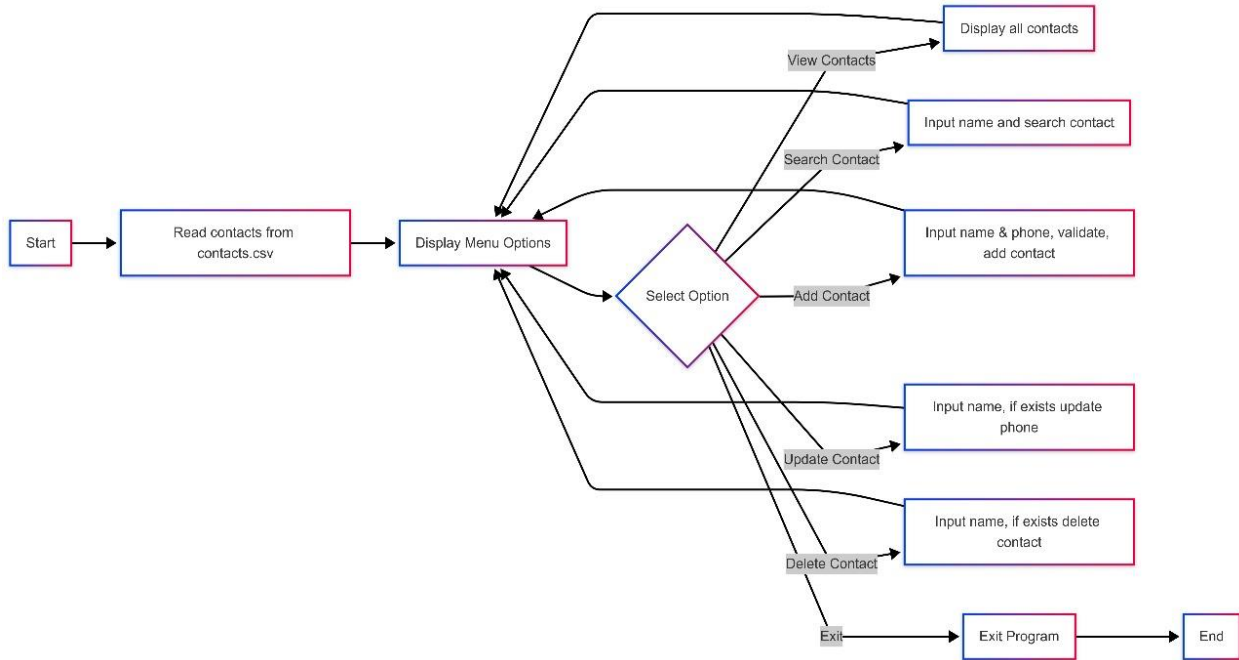 Start
Read contacts from
contacts.csv
Display Menu Options
Select Option
View Contacts
Display all contacts
Search Contact
Input name and search contact
Add Contact
Input name & phone, validate,
add contact
Update Contact
Input name, if exists update
phone
Delete Contact
Input name, if exists delete
contact
Exit
Exit Program
End